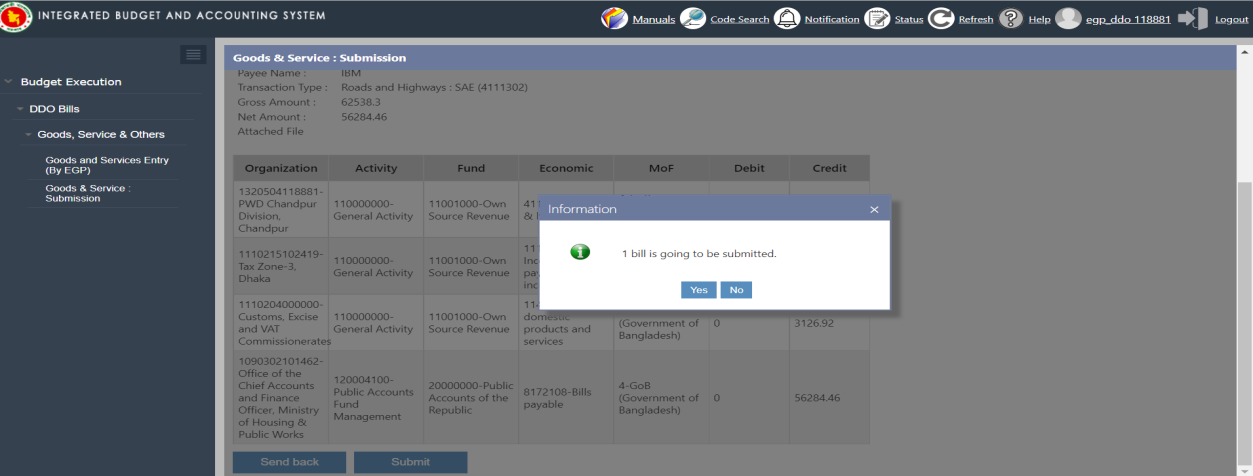 INTEGRATED BUDGET AND ACCOUNTING SYSTEM
Manuals Code Search Notification Status Refresh Help egp_ddo 118881 Logout
Budget Execution
DDO Bills
Goods, Service & Others
Goods and Services Entry
(By EGP)
Goods & Service :
Submission
Goods & Service : Submission
Payee Name : IBM
Transaction Type : Roads and Highways : SAE (4111302)
Gross Amount : 62538.3
Net Amount : 56284.46
Attached File
Organization Activity Fund Economic MoF Debit Credit
1320504118881-
PWD Chandpur
Division,
Chandpur
110000000-
General Activity
11001000-Own
Source Revenue
1110215102419-
Tax Zone-3,
Dhaka
110000000-
General Activity
11001000-Own
Source Revenue
1110204000000-
Customs, Excise
and VAT
Commissionerates
110000000-
General Activity
11001000-Own
Source Revenue
domestic
products and
services
(Government of
Bangladesh)
0
3126.92
1090302101462-
Office of the
Chief Accounts
and Finance
Officer, Ministry
of Housing &
Public Works
120004100-
Public Accounts
Fund
Management
20000000-Public
Accounts of the
Republic
8172108-Bills
payable
4-GoB
(Government of
Bangladesh)
0
56284.46
Information
1 bill is going to be submitted.
Yes No
Send back Submit